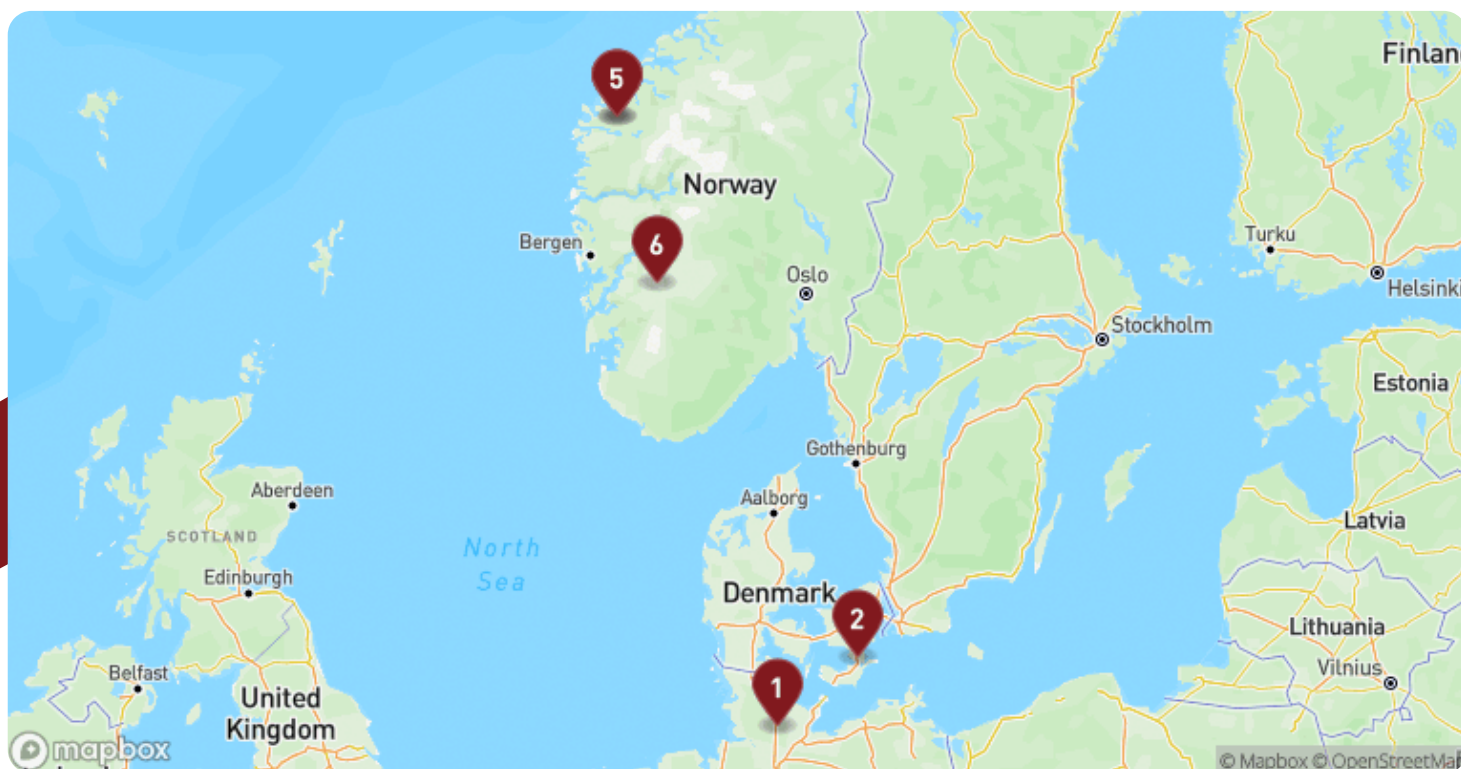 Finlan
5
Norway
Turku
Bergen
6
Oslo
Helsinki
Stockholm
Estonia
Gothenburg
Aberdeen
Aalborg
Latvia
SCOTLAND
North
Sea
Edinburgh
Denmark
2
Lithuania
Belfast
Vilnius
1
United
Kingdom
mapbox
© Mapbox © OpenStreetMap